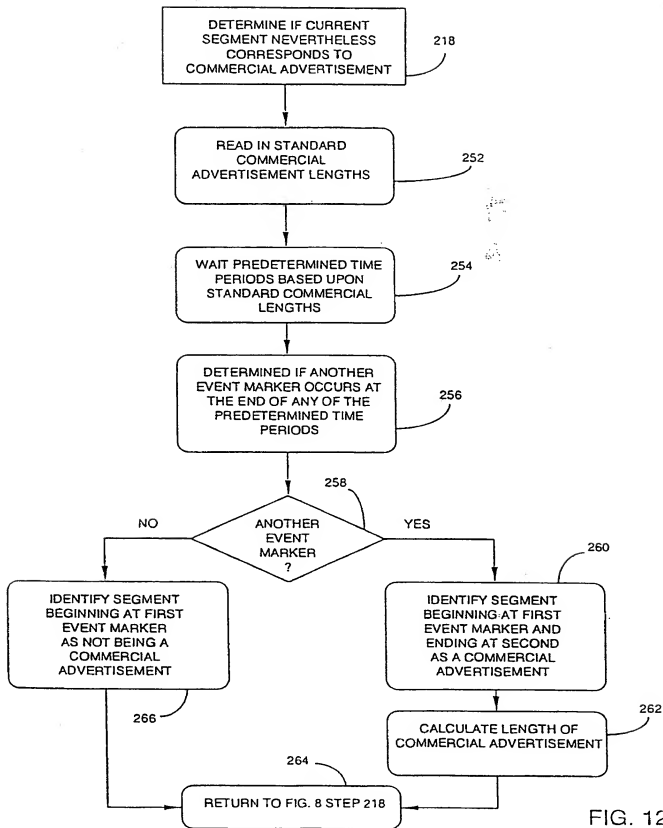 DETERMINE IF CURRENT
SEGMENT NEVERTHELESS
CORRESPONDS TO
COMMERCIAL ADVERTISEMENT
218
READ IN STANDARD
COMMERCIAL
ADVERTISEMENT LENGTHS
252
WAIT PREDETERMINED TIME
PERIODS BASED UPON
STANDARD COMMERCIAL
LENGTHS
254
DETERMINED IF ANOTHER
EVENT MARKER OCCURS AT
THE END OF ANY OF THE
PREDETERMINED TIME
PERIODS
256
258
NO
ANOTHER
EVENT
MARKER
?
YES
260
IDENTIFY SEGMENT
BEGINNING AT FIRST
EVENT MARKER
AS NOT BEING A
COMMERCIAL
ADVERTISEMENT
266
IDENTIFY SEGMENT
BEGINNING AT FIRST
EVENT MARKER AND
ENDING AT SECOND
AS A COMMERCIAL
ADVERTISEMENT
262
CALCULATE LENGTH OF
COMMERCIAL ADVERTISEMENT
264
RETURN TO FIG. 8 STEP 218
FIG. 12